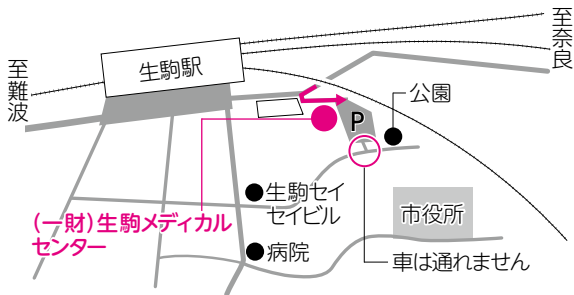 至奈良
生駒駅
至難波
公園
P
生駒セイ
セイビル
(一財)生駒メディカル
センター
市役所
病院
車は通れません